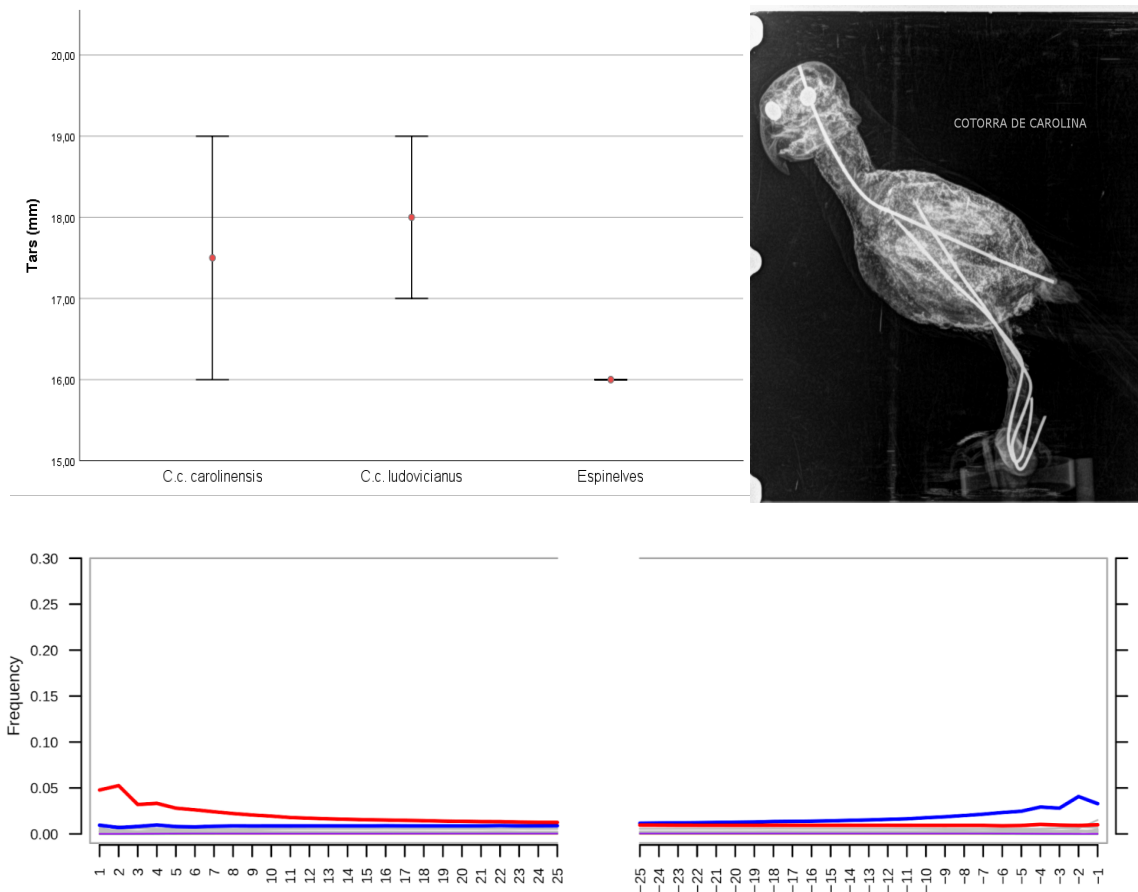 20,00
19,00
18,00
17,00
16,00
15,00
Tars (mm)
C.c. carolinensis C.c. ludovicianus Espinelves
COTORRA DE CAROLINA
0.30
0.25
0.20
0.15
0.10
0.05
0.00
Frequency
1 2 3 4 5 6 7 8 9 10 11 12 13 14 15 16 17 18 19 20 21 22 23 24 25
−25 −24 −23 −22 −21 −20 −19 −18 −17 −16 −15 −14 −13 −12 −11 −10 −9 −8 −7 −6 −5 −4 −3 −2 −1